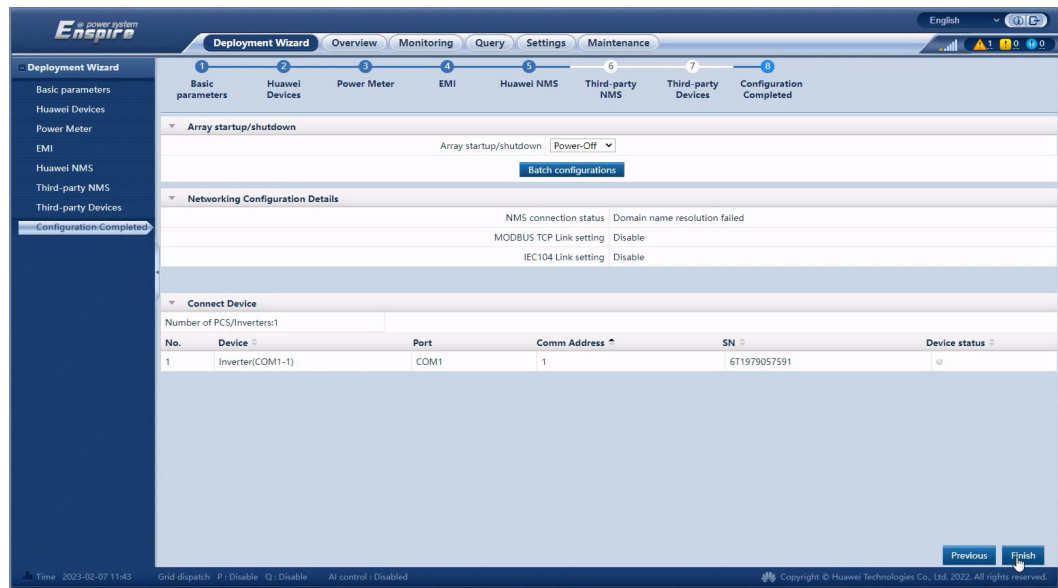 English
@ power system
Enspire
Deployment Wizard Overview Monitoring Query Settings Maintenance
1 0 0
Deployment Wizard
Basic parameters
Huawei Devices
Power Meter
EMI
Huawei NMS
Third-party NMS
Third-party Devices
Configuration Completed
1 2 3 4 5 6 7 8
Basic parameters
Huawei Devices
Power Meter
EMI
Huawei NMS
Third-party NMS
Third-party Devices
Configuration Completed
Array startup/shutdown
Array startup/shutdown Power-Off
Batch configurations
Networking Configuration Details
NMS connection status Domain name resolution failed
MODBUS TCP Link setting Disable
IEC104 Link setting Disable
Connect Device
Number of PCS/Inverters:1
No. Device Port Comm Address SN Device status
1 Inverter(COM1-1) COM1 1 6T1979057591
Previous Finish
Time 2023-02-07 11:43 Grid dispatch P : Disable Q : Disable AI control : Disabled Copyright © Huawei Technologies Co., Ltd. 2022. All rights reserved.